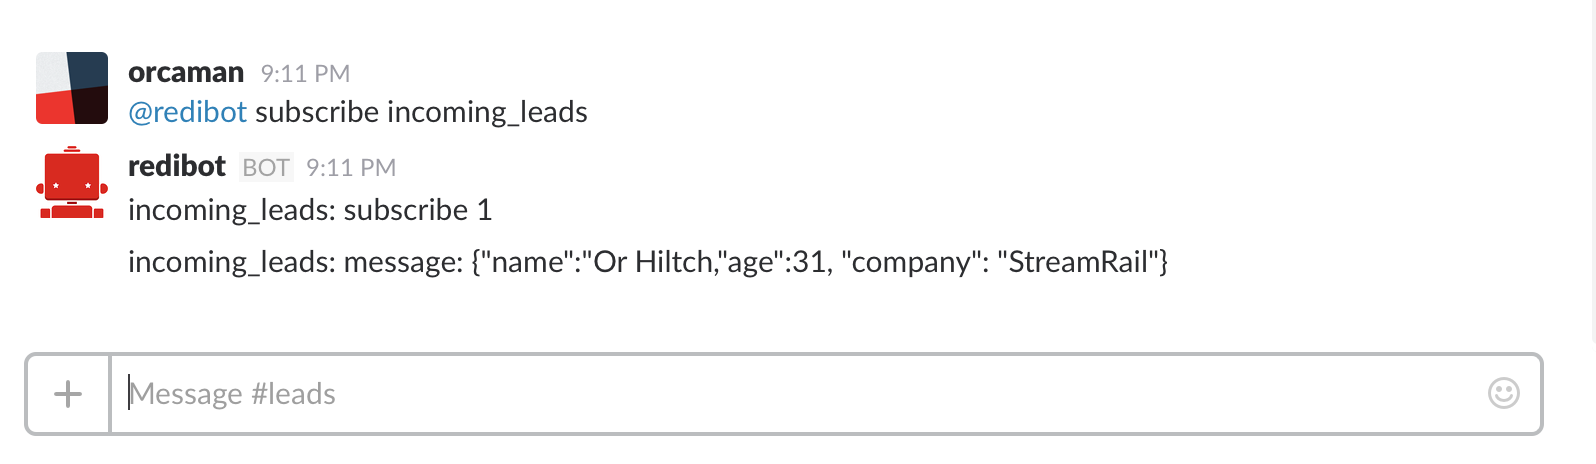 orcaman 9:11 PM
@redibot subscribe incoming_leads
redibot BOT 9:11 PM
incoming_leads: subscribe 1
incoming_leads: message: {"name":"Or Hiltch,"age":31, "company": "StreamRail"}
Message #leads